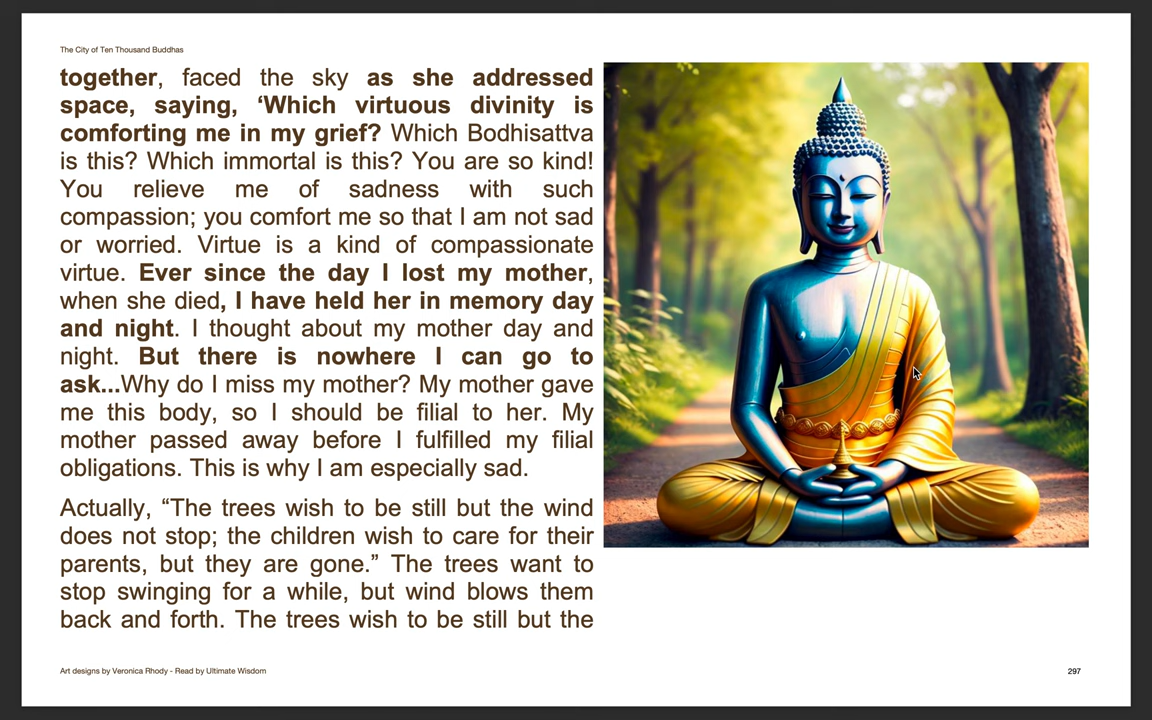 The City of Ten Thousand Buddhas
together, faced the sky as she addressed
space, saying, ‘Which virtuous divinity is
comforting me in my grief? Which Bodhisattva
is this? Which immortal is this? You are so kind!
You relieve me of sadness with such
compassion; you comfort me so that I am not sad
or worried. Virtue is a kind of compassionate
virtue. Ever since the day I lost my mother,
when she died, I have held her in memory day
and night. I thought about my mother day and
night. But there is nowhere I can go to
ask...Why do I miss my mother? My mother gave
me this body, so I should be filial to her. My
mother passed away before I fulfilled my filial
obligations. This is why I am especially sad.
Actually, “The trees wish to be still but the wind
does not stop; the children wish to care for their
parents, but they are gone.” The trees want to
stop swinging for a while, but wind blows them
back and forth. The trees wish to be still but the
Art designs by Veronica Rhody - Read by Ultimate Wisdom
297